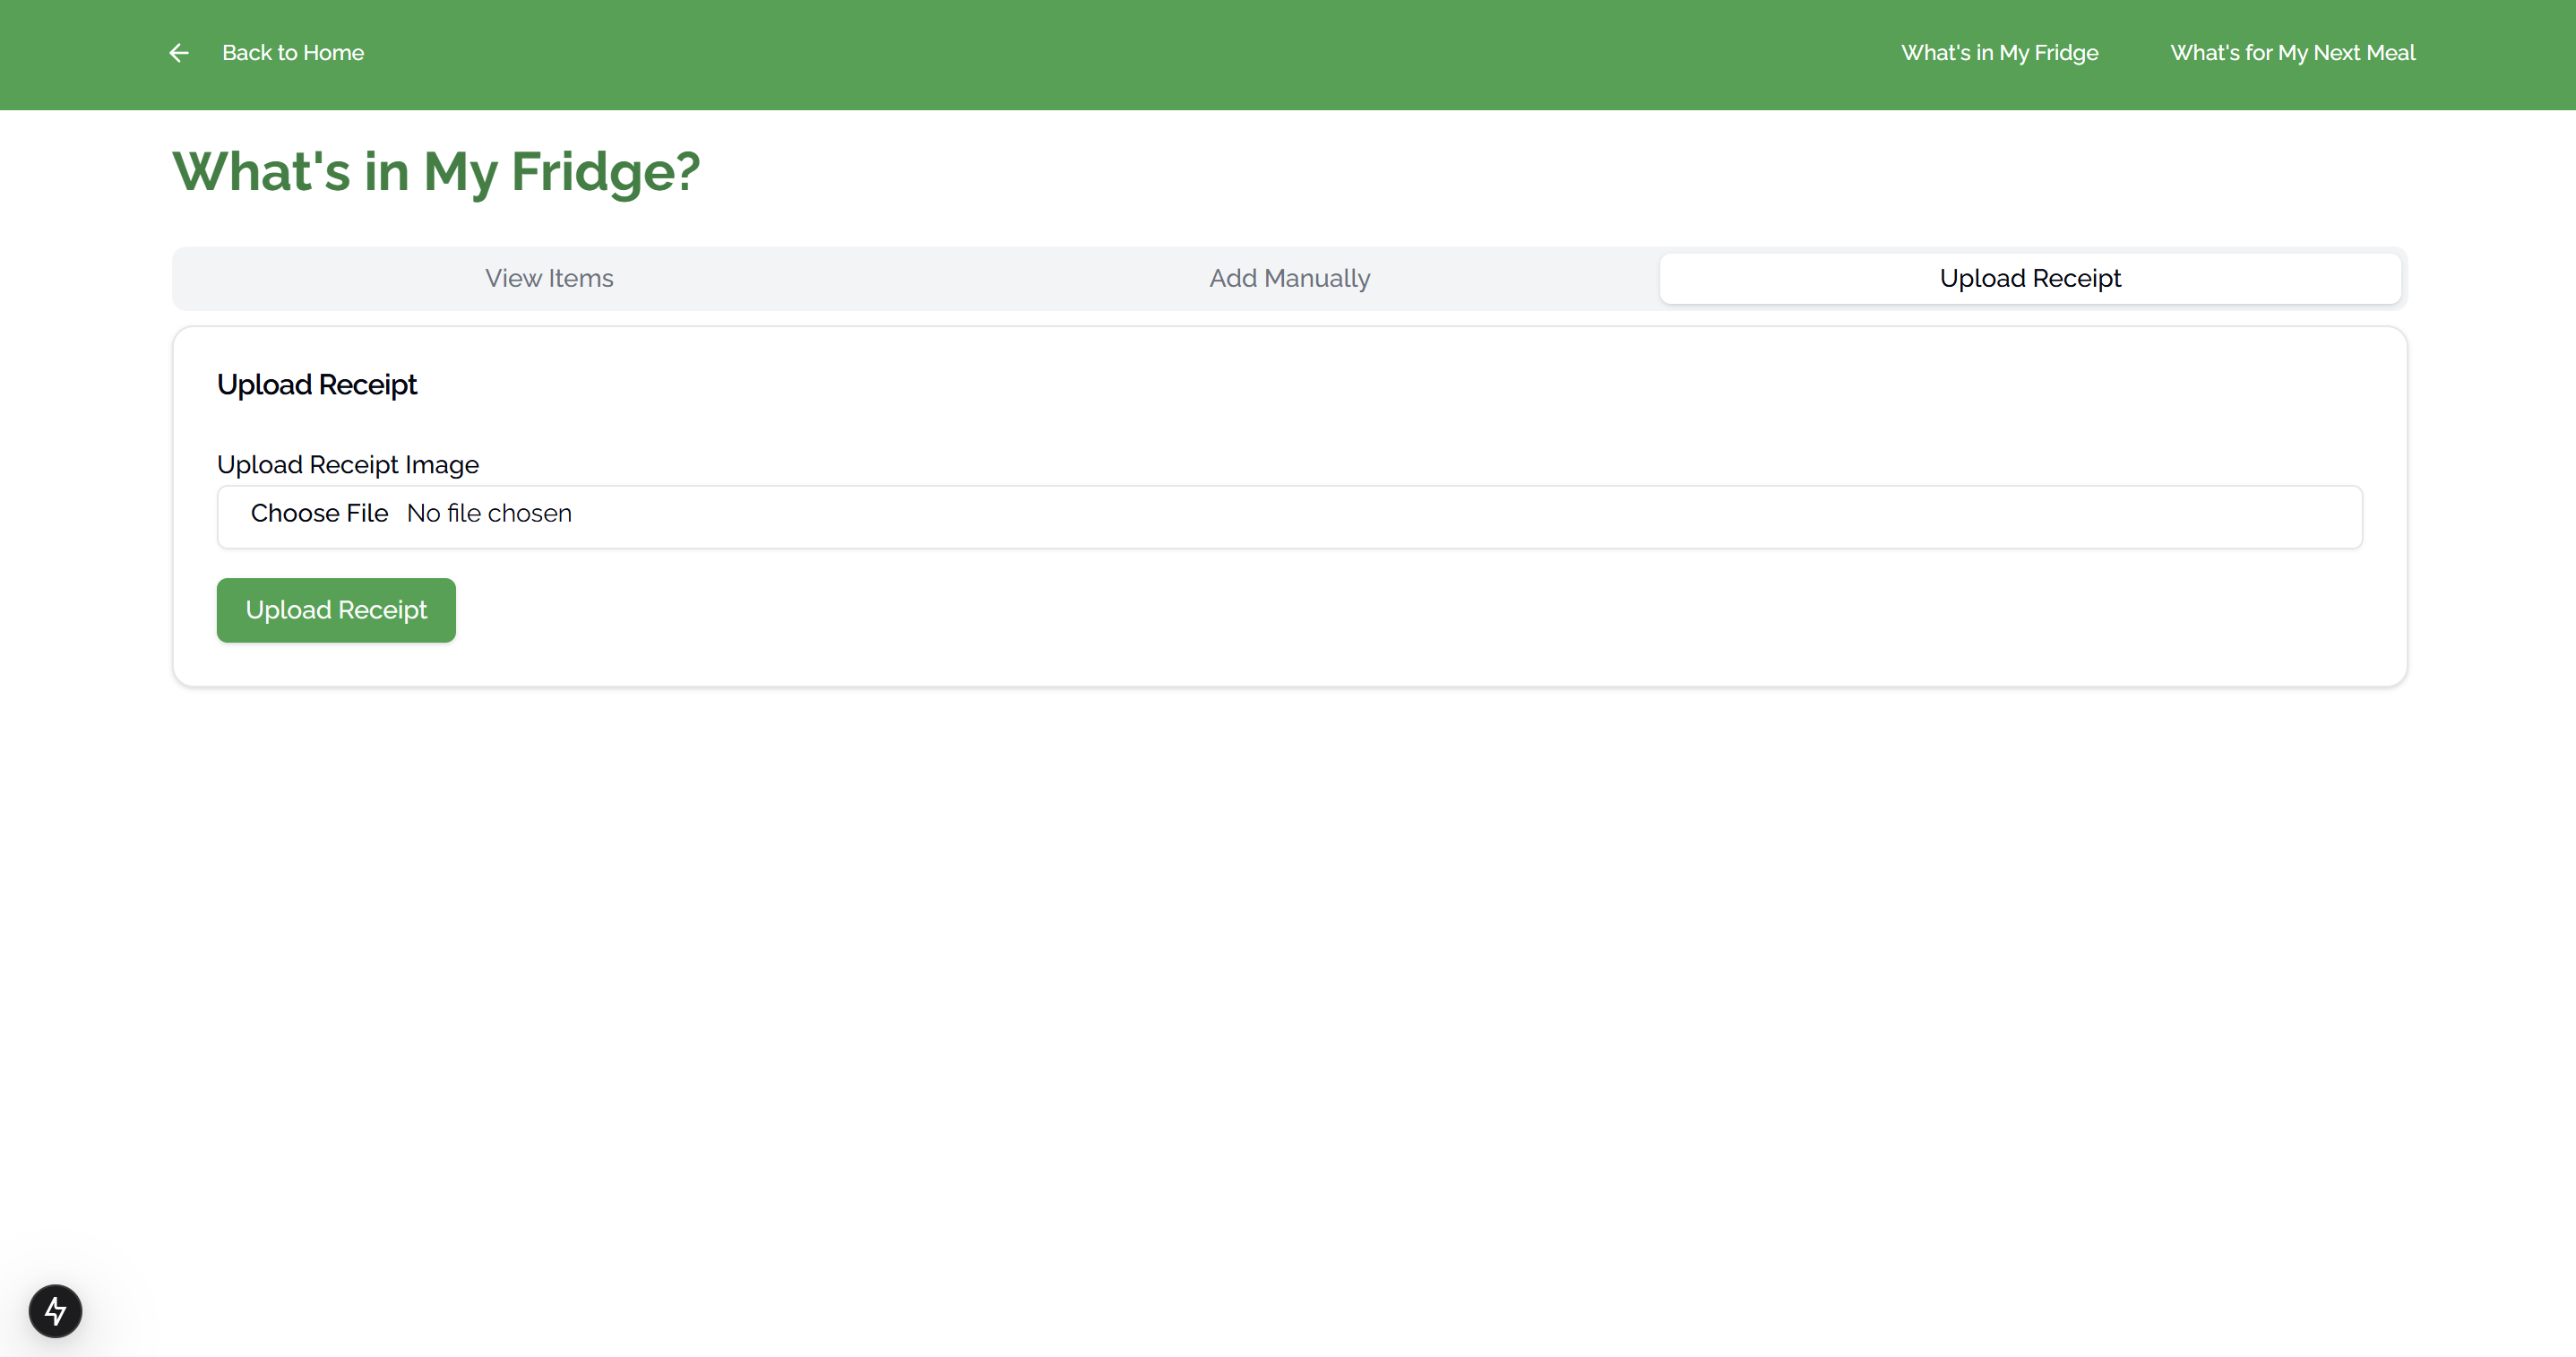 Back to Home
What's in My Fridge
What's for My Next Meal
What's in My Fridge?
View Items
Add Manually
Upload Receipt
Upload Receipt
Upload Receipt Image
Choose File No file chosen
Upload Receipt